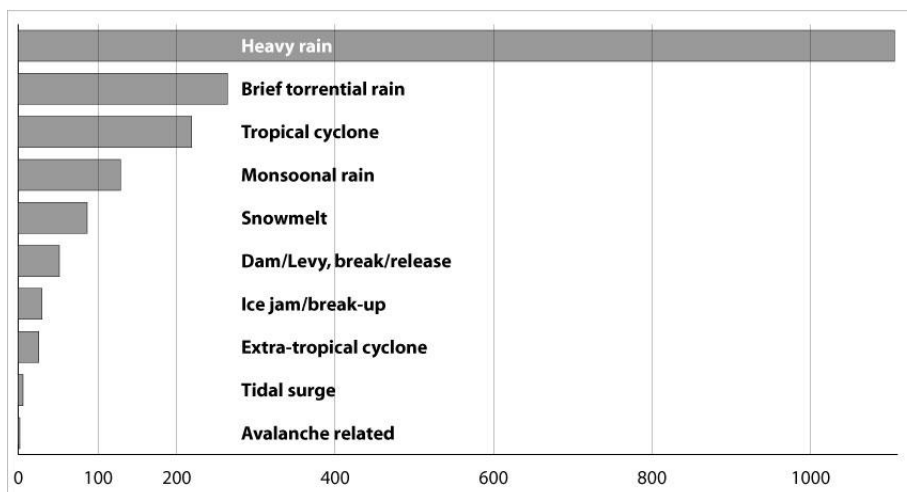 Heavy rain
Brief torrential rain
Tropical cyclone
Monsoonal rain
Snowmelt
Dam/Levy, break/release
Ice jam/break-up
Extra-tropical cyclone
Tidal surge
Avalanche related
0 100 200 400 600 800 1000